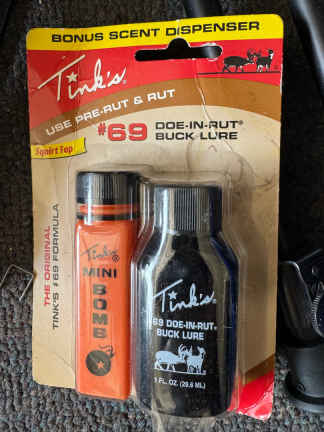 BONUS SCENT DISPENSER
Tink's.
USE PRE-RUT & RUT
#69 DOE-IN-RUT®
BUCK LURE
Squirt Top
THE ORIGINAL
TINK'S #69 FORMULA
Tink's
MINI
BOMB
Tink's.
69 DOE-IN-RUT®
BUCK LURE
1 FL. OZ. (29.6 ML)